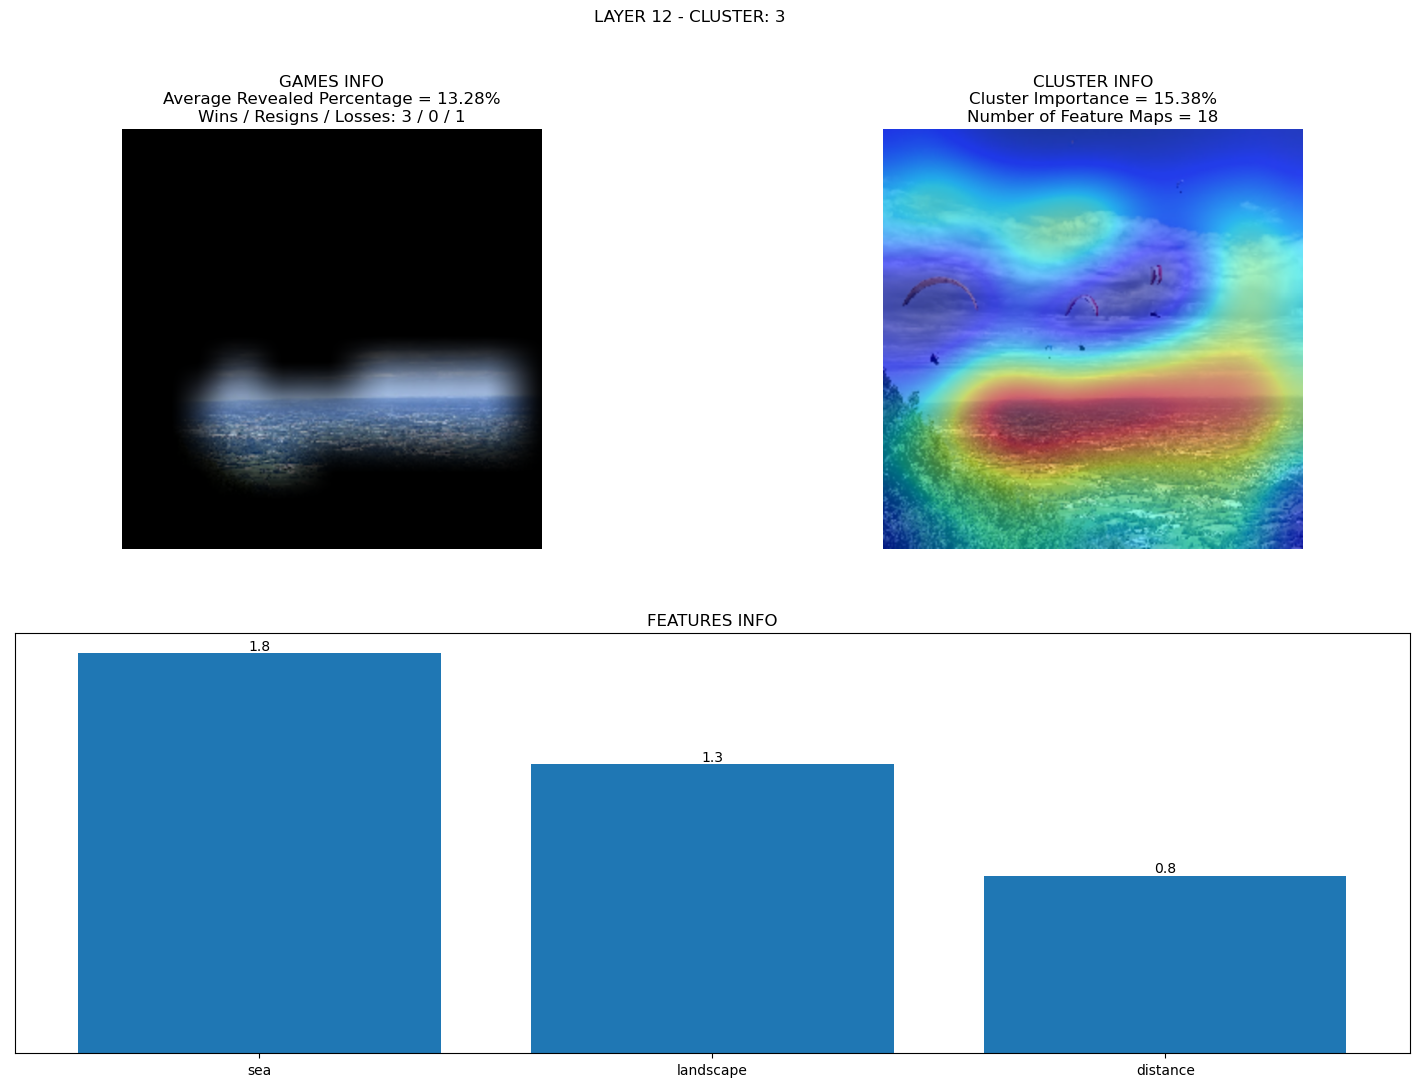 LAYER 12 - CLUSTER: 3
GAMES INFO
Average Revealed Percentage = 13.28%
Wins / Resigns / Losses: 3 / 0 / 1
CLUSTER INFO
Cluster Importance = 15.38%
Number of Feature Maps = 18
FEATURES INFO
1.8
1.3
0.8
sea
landscape
distance